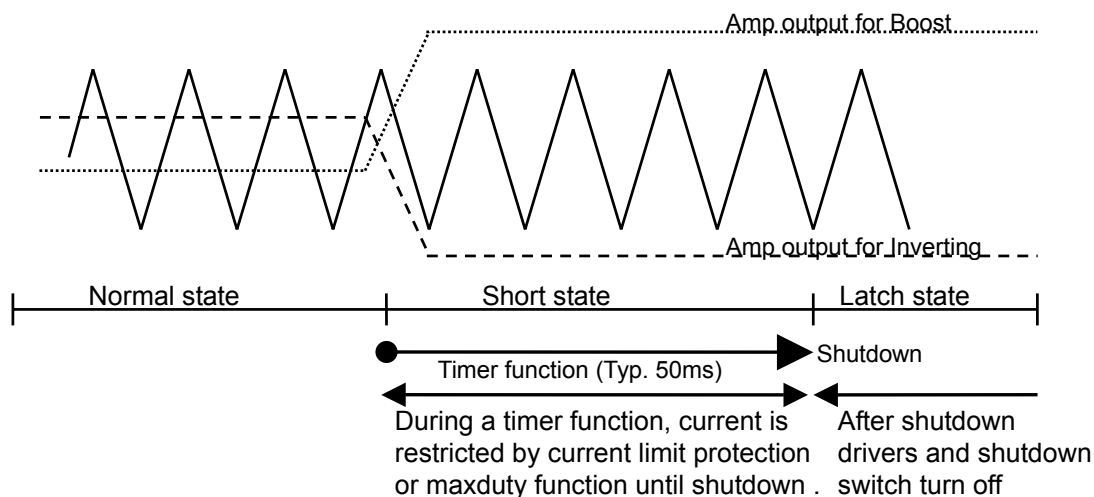 Amp output for Boost
Amp output for Inverting
Normal state
Short state
Latch state
Shutdown
Timer function (Typ. 50ms)
During a timer function, current is
restricted by current limit protection
or maxduty function until shutdown .
After shutdown
drivers and shutdown
switch turn off